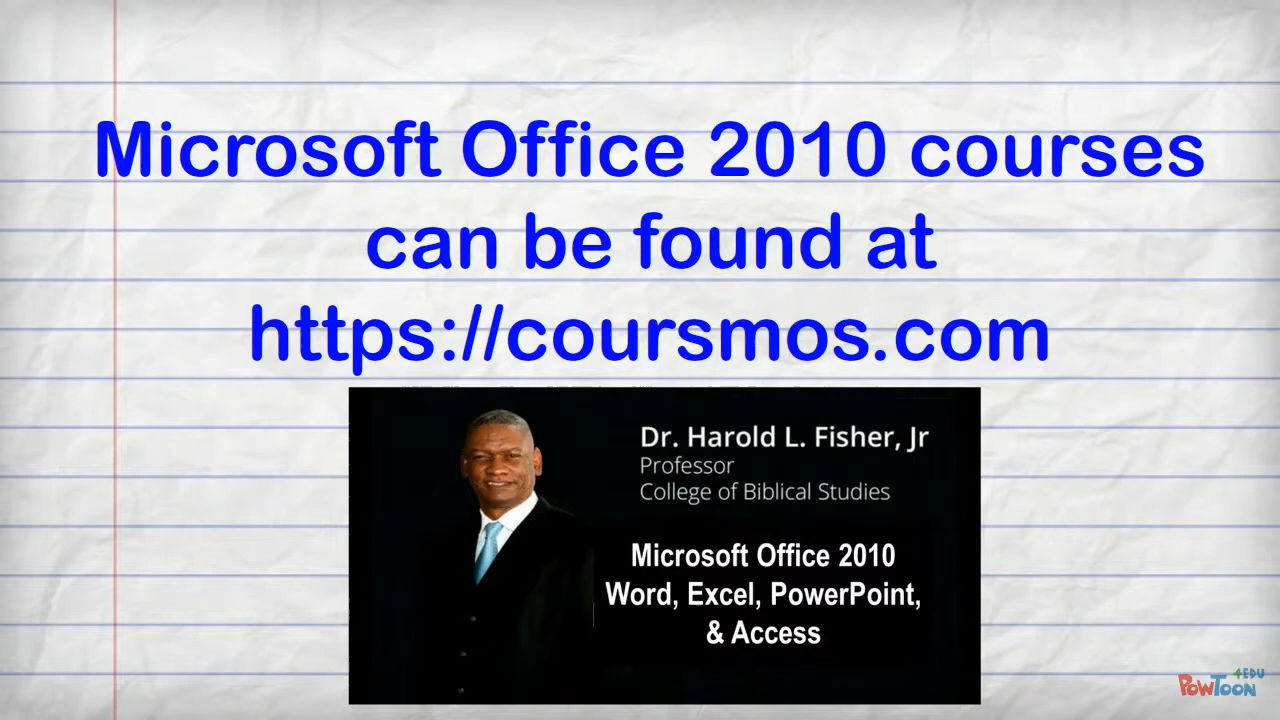 Microsoft Office 2010 courses
can be found at
https://coursmos.com
Dr. Harold L. Fisher, Jr
Professor
College of Biblical Studies
Microsoft Office 2010
Word, Excel, PowerPoint,
& Access
4EDU
POWTOON